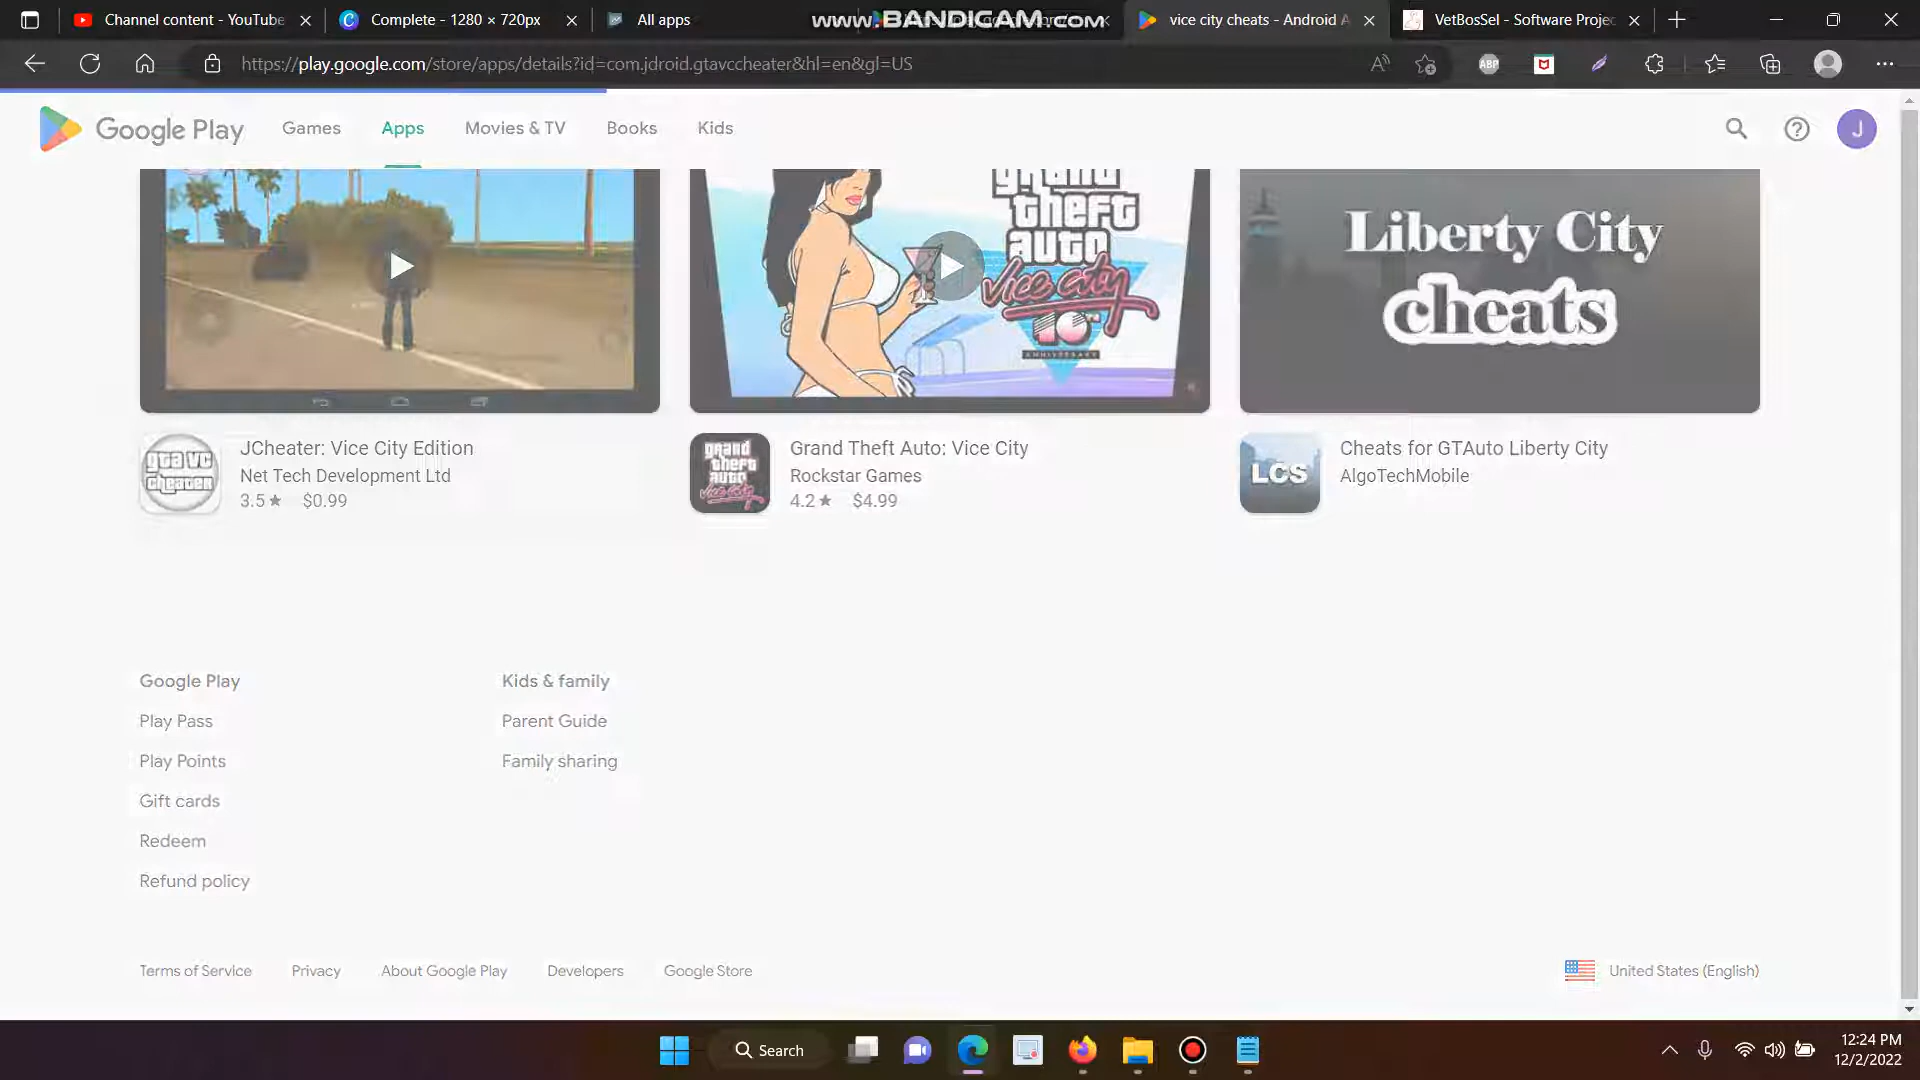 Channel content - YouTube
Complete - 1280 × 720px
All apps
www.BANDICAM.com
vice city cheats - Android A
VetBosSel - Software Projec
https://play.google.com/store/apps/details?id=com.jdroid.gtavccheater&hl=en&gl=US
ABP
Google Play
Games
Apps
Movies & TV
Books
Kids
J
grand
theft
auto
vice city
10th
ANNIVERSARY
Liberty City
cheats
gta vc
cheater
JCheater: Vice City Edition
Net Tech Development Ltd
3.5★ $0.99
grand
theft
auto
vice city
Grand Theft Auto: Vice City
Rockstar Games
4.2★ $4.99
LCS
Cheats for GTAuto Liberty City
AlgoTechMobile
Google Play
Play Pass
Play Points
Gift cards
Redeem
Refund policy
Kids & family
Parent Guide
Family sharing
Terms of Service
Privacy
About Google Play
Developers
Google Store
United States (English)
Search
12:24 PM
12/2/2022